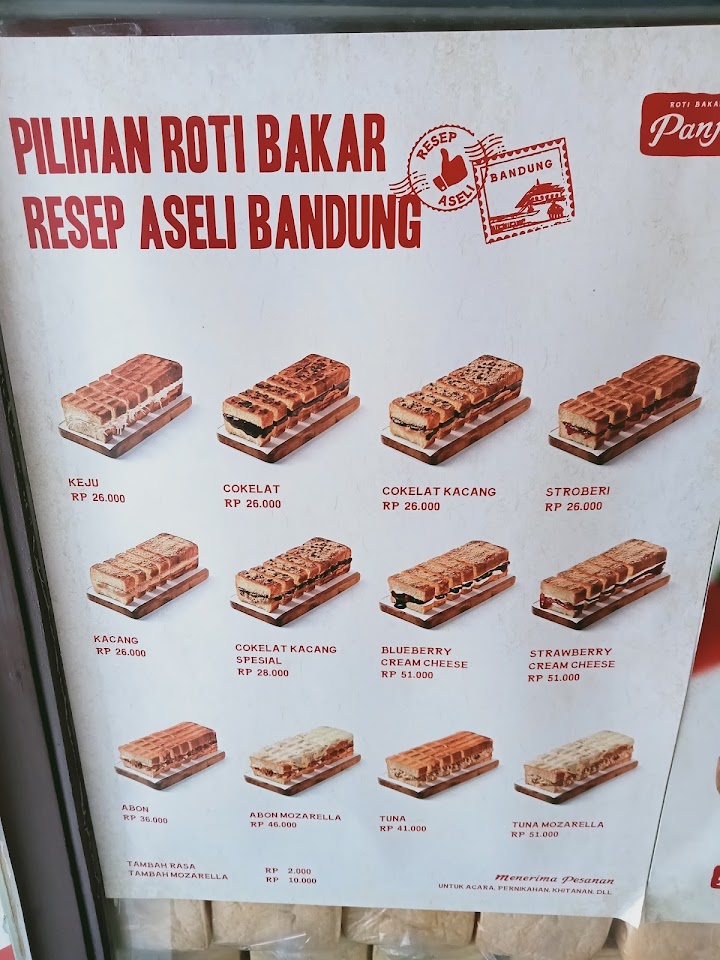 PILIHAN ROTI BAKAR
RESEP ASELI BANDUNG
RESEP
ASELI
BANDUNG
ROTI BAKAR
KEJU
RP 26.000
COKELAT
RP 26.000
COKELAT KACANG
RP 26.000
STROBERI
RP 26.000
KACANG
RP 26.000
COKELAT KACANG
SPESIAL
RP 28.000
BLUEBERRY
CREAM CHEESE
RP 51.000
STRAWBERRY
CREAM CHEESE
RP 51.000
ABON
RP 36.000
ABON MOZARELLA
RP 46.000
TUNA
RP 41.000
TUNA MOZARELLA
RP 51.000
TAMBAH RASA RP 2.000
TAMBAH MOZARELLA RP 10.000
Menerima Pesanan
UNTUK ACARA, PERNIKAHAN, KHITANAN, DLL